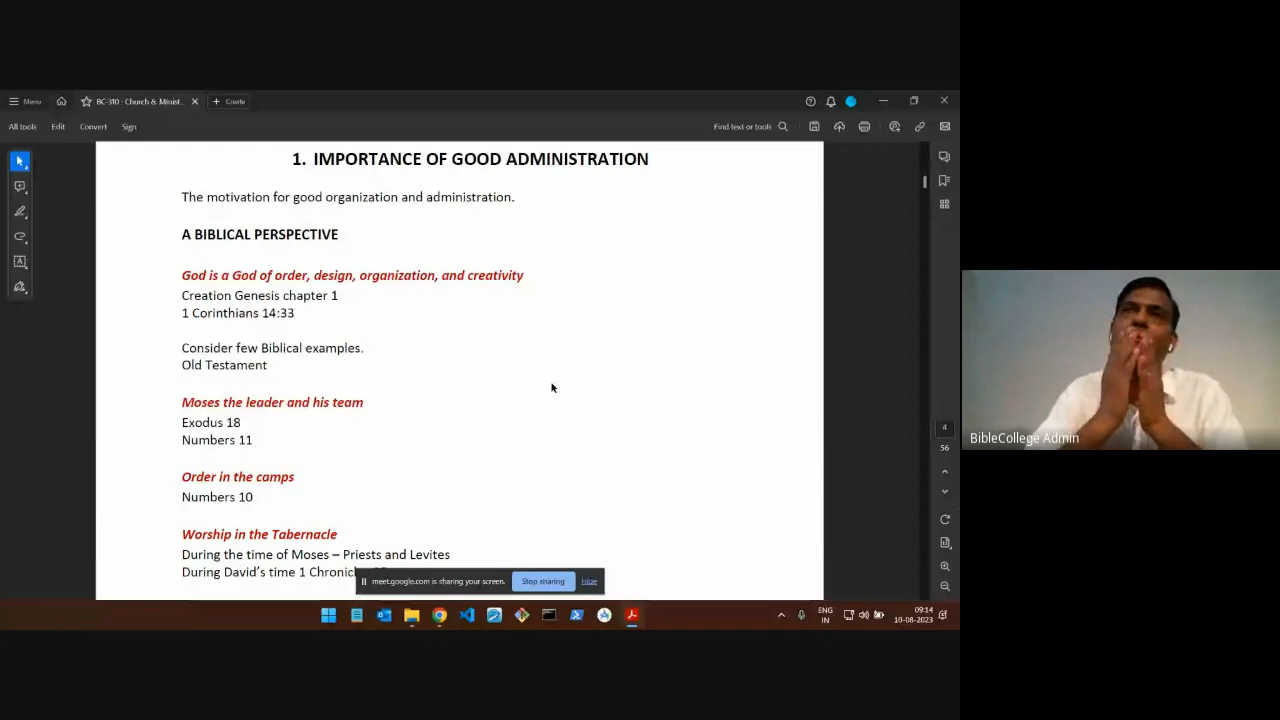 Menu
BC-310 - Church & Minist...
Create
All tools
Edit
Convert
Sign
Find text or tools
1. IMPORTANCE OF GOOD ADMINISTRATION
The motivation for good organization and administration.
A BIBLICAL PERSPECTIVE
God is a God of order, design, organization, and creativity
Creation Genesis chapter 1
1 Corinthians 14:33
Consider few Biblical examples.
Old Testament
Moses the leader and his team
Exodus 18
Numbers 11
Order in the camps
Numbers 10
Worship in the Tabernacle
During the time of Moses – Priests and Levites
During David's time 1
meet.google.com is sharing your screen.
Stop sharing
Hide
4
56
ENG
IN
09:14
10-08-2023
BibleCollege Admin